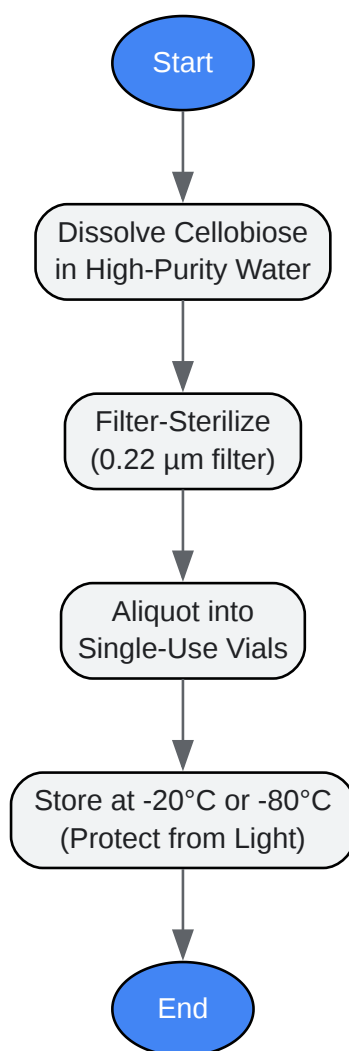 Start
Dissolve Cellobiose
in High-Purity Water
Filter-Sterilize
(0.22 µm filter)
Aliquot into
Single-Use Vials
Store at -20°C or -80°C
(Protect from Light)
End